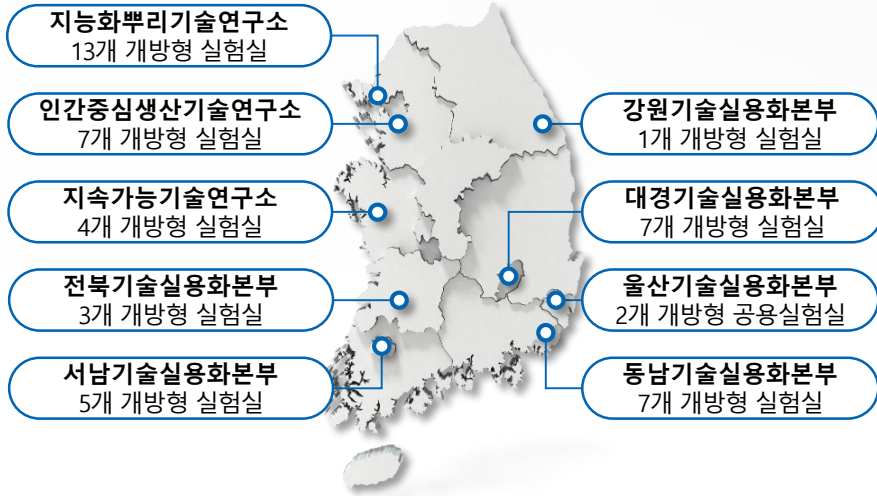 지능화뿌리기술연구소
13개 개방형 실험실
인간중심생산기술연구소
7개 개방형 실험실
지속가능기술연구소
4개 개방형 실험실
전북기술실용화본부
3개 개방형 실험실
서남기술실용화본부
5개 개방형 실험실
강원기술실용화본부
1개 개방형 실험실
대경기술실용화본부
7개 개방형 실험실
울산기술실용화본부
2개 개방형 공용실험실
동남기술실용화본부
7개 개방형 실험실